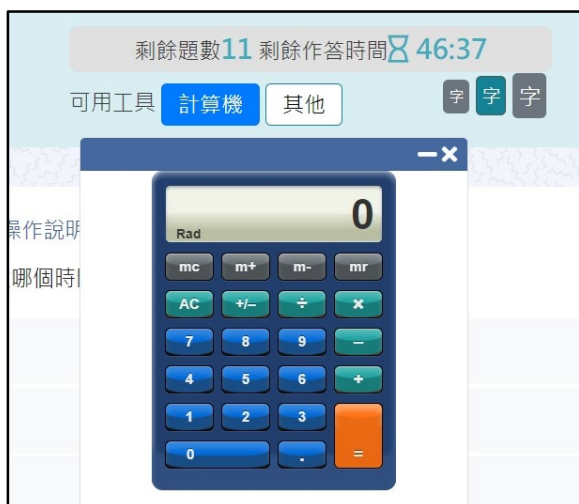 剩餘題數11 剩餘作答時間 46:37
可用工具 計算機 其他 字 字 字
0
Rad
操作說明
mc m+ m- mr
哪個時
AC +/– ÷ ×
7 8 9 –
4 5 6 +
1 2 3
0 . =